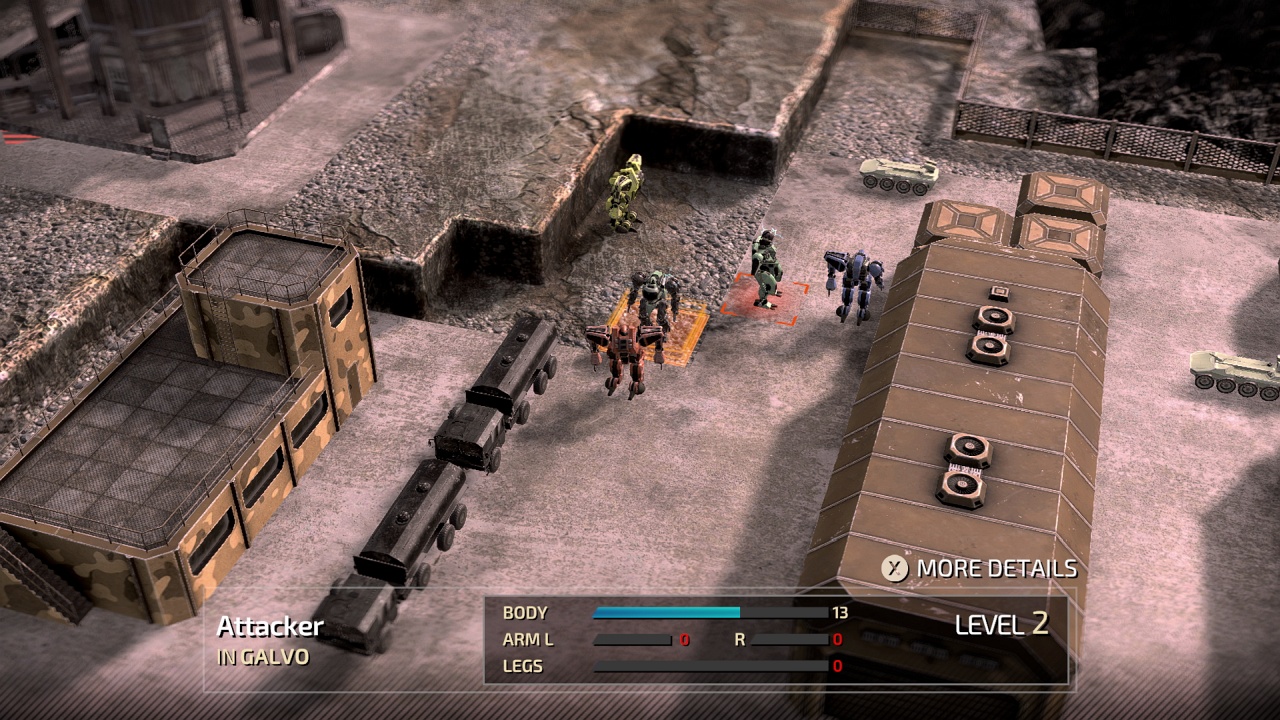 X MORE DETAILS
Attacker
IN GALVO
BODY 13
ARM L 0 R 0
LEGS 0
LEVEL 2